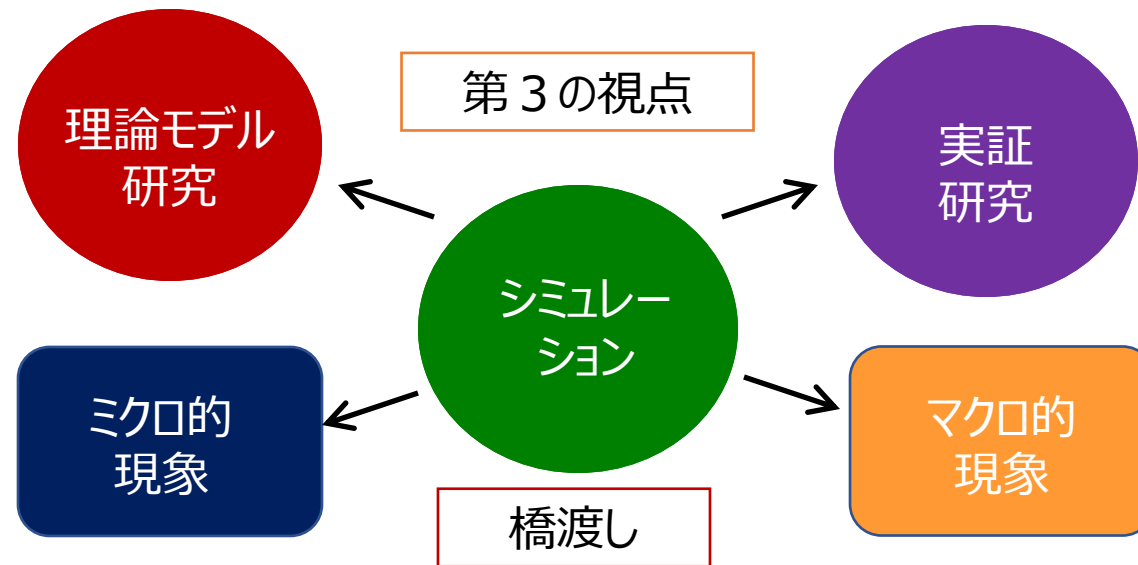 理論モデル
研究
第３の視点
実証
研究
シミュレー
ション
ミクロ的
現象
マクロ的
現象
橋渡し